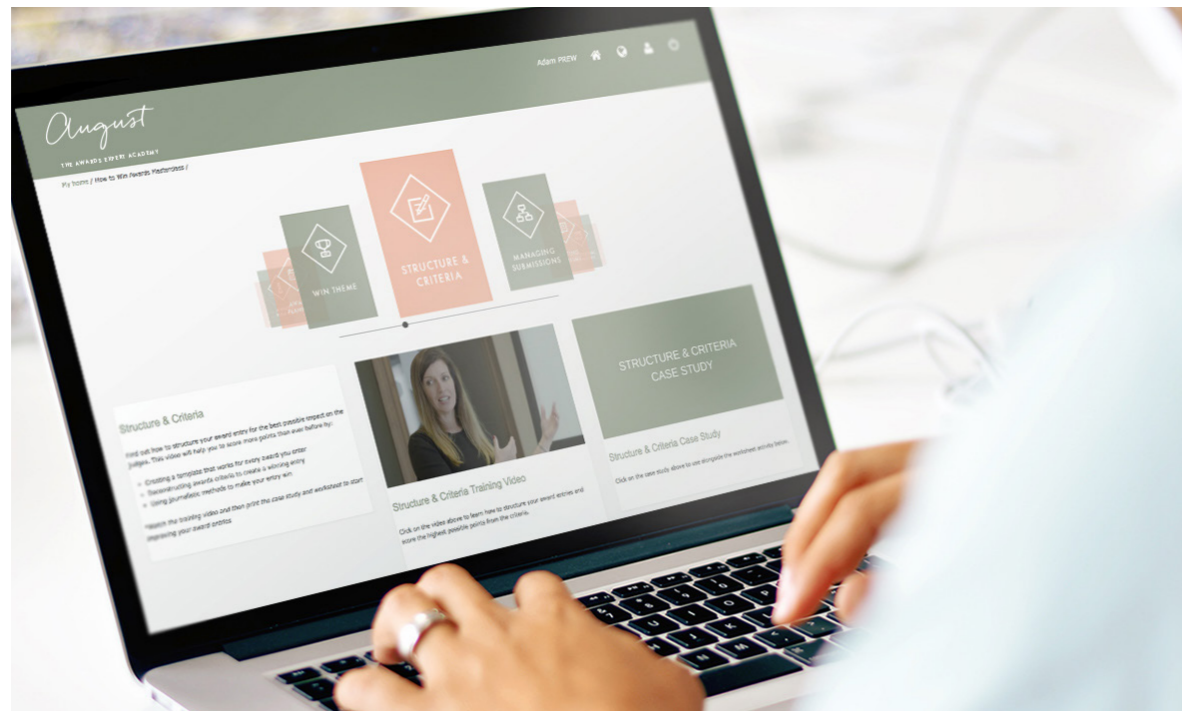 Adam PREW
august
THE AWARDS EXPERT ACADEMY
My home / How to Win Awards Masterclass /
WIN THEME
STRUCTURE &
CRITERIA
MANAGING
SUBMISSIONS
Structure & Criteria
Find out how to structure your award entry for the best possible impact on the
judges. This video will help you to score more points than ever before by:
Creating a template that works for every award you enter
Deconstructing awards criteria to create a winning entry
Using journalistic methods to make your entry win
*Watch the training video and then print the case study and worksheet to start
improving your award entries
Structure & Criteria Training Video
Click on the video above to learn how to structure your award entries and
score the highest possible points from the criteria.
STRUCTURE & CRITERIA
CASE STUDY
Structure & Criteria Case Study
Click on the case study above to use alongside the worksheet activity below.